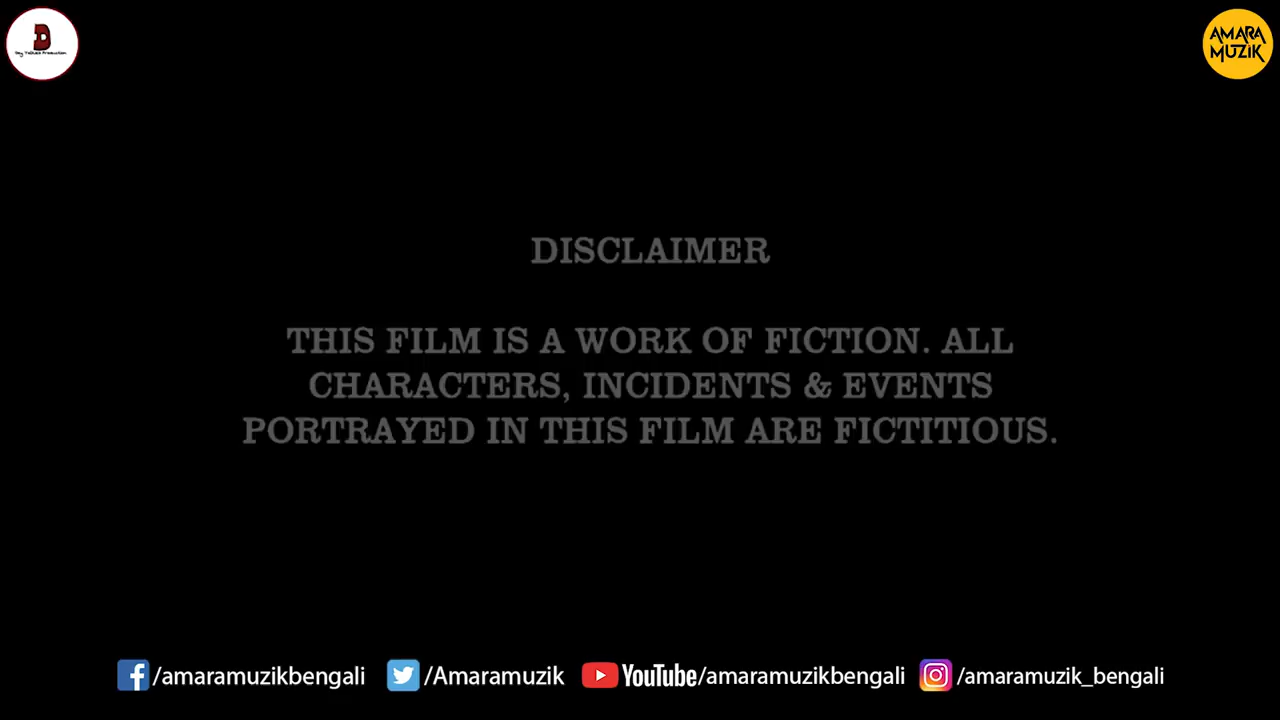 D
AMARA
MUZIK
DISCLAIMER
THIS FILM IS A WORK OF FICTION. ALL
CHARACTERS, INCIDENTS & EVENTS
PORTRAYED IN THIS FILM ARE FICTITIOUS.
/amaramuzikbengali /Amaramuzik YouTube/amaramuzikbengali /amaramuzik_bengali